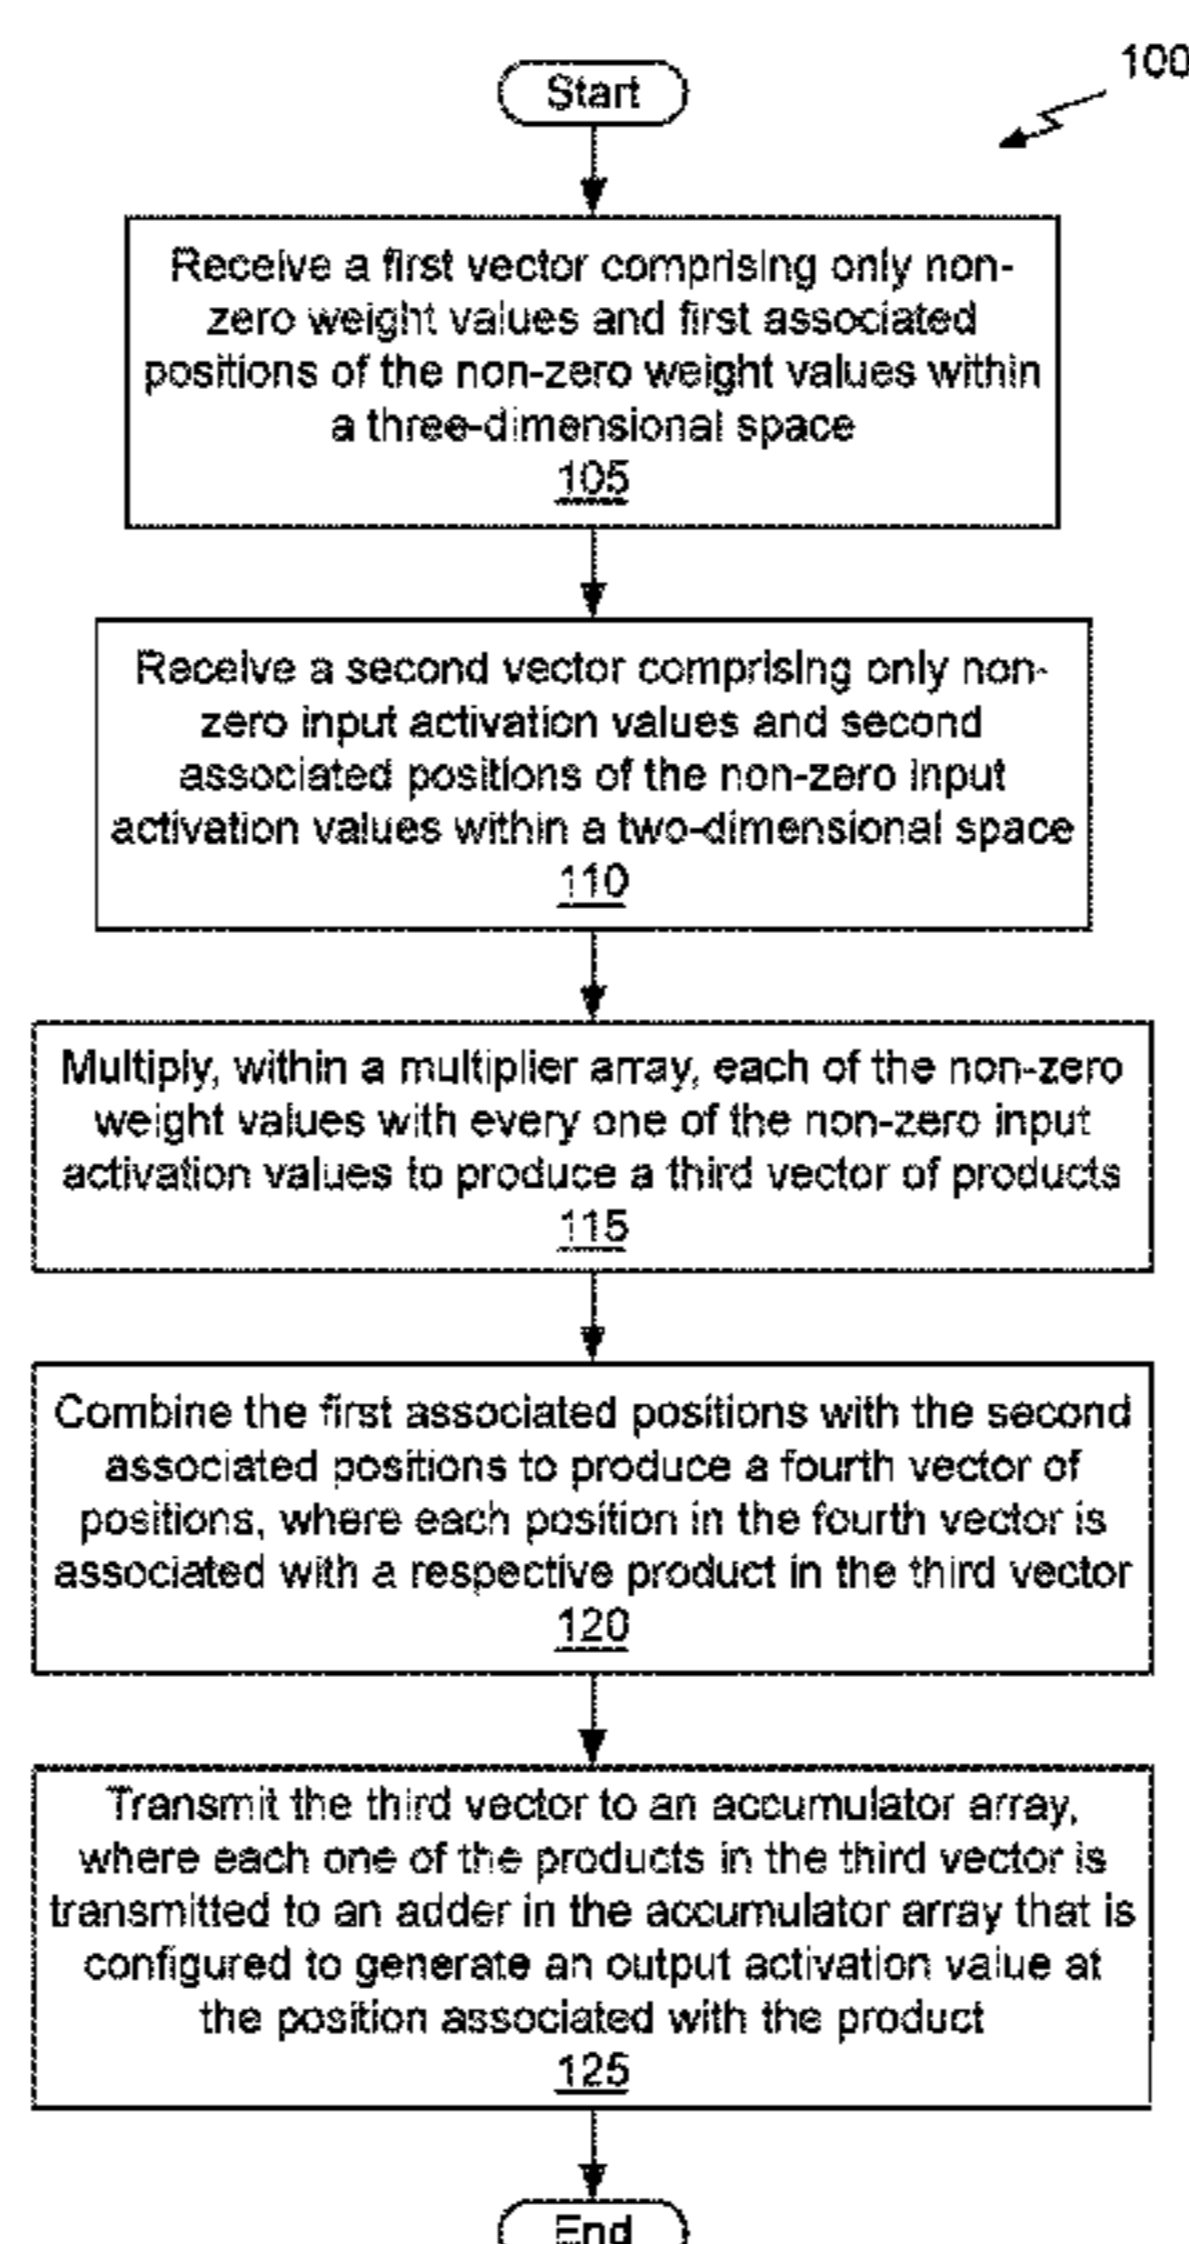 100
Start
Receive a first vector comprising only non-
zero weight values and first associated
positions of the non-zero weight values within
a three-dimensional space
105
Receive a second vector comprising only non-
zero input activation values and second
associated positions of the non-zero input
activation values within a two-dimensional space
110
Multiply, within a multiplier array, each of the non-zero
weight values with every one of the non-zero input
activation values to produce a third vector of products
115
Combine the first associated positions with the second
associated positions to produce a fourth vector of
positions, where each position in the fourth vector is
associated with a respective product in the third vector
120
Transmit the third vector to an accumulator array,
where each one of the products in the third vector is
transmitted to an adder in the accumulator array that is
configured to generate an output activation value at
the position associated with the product
125
End